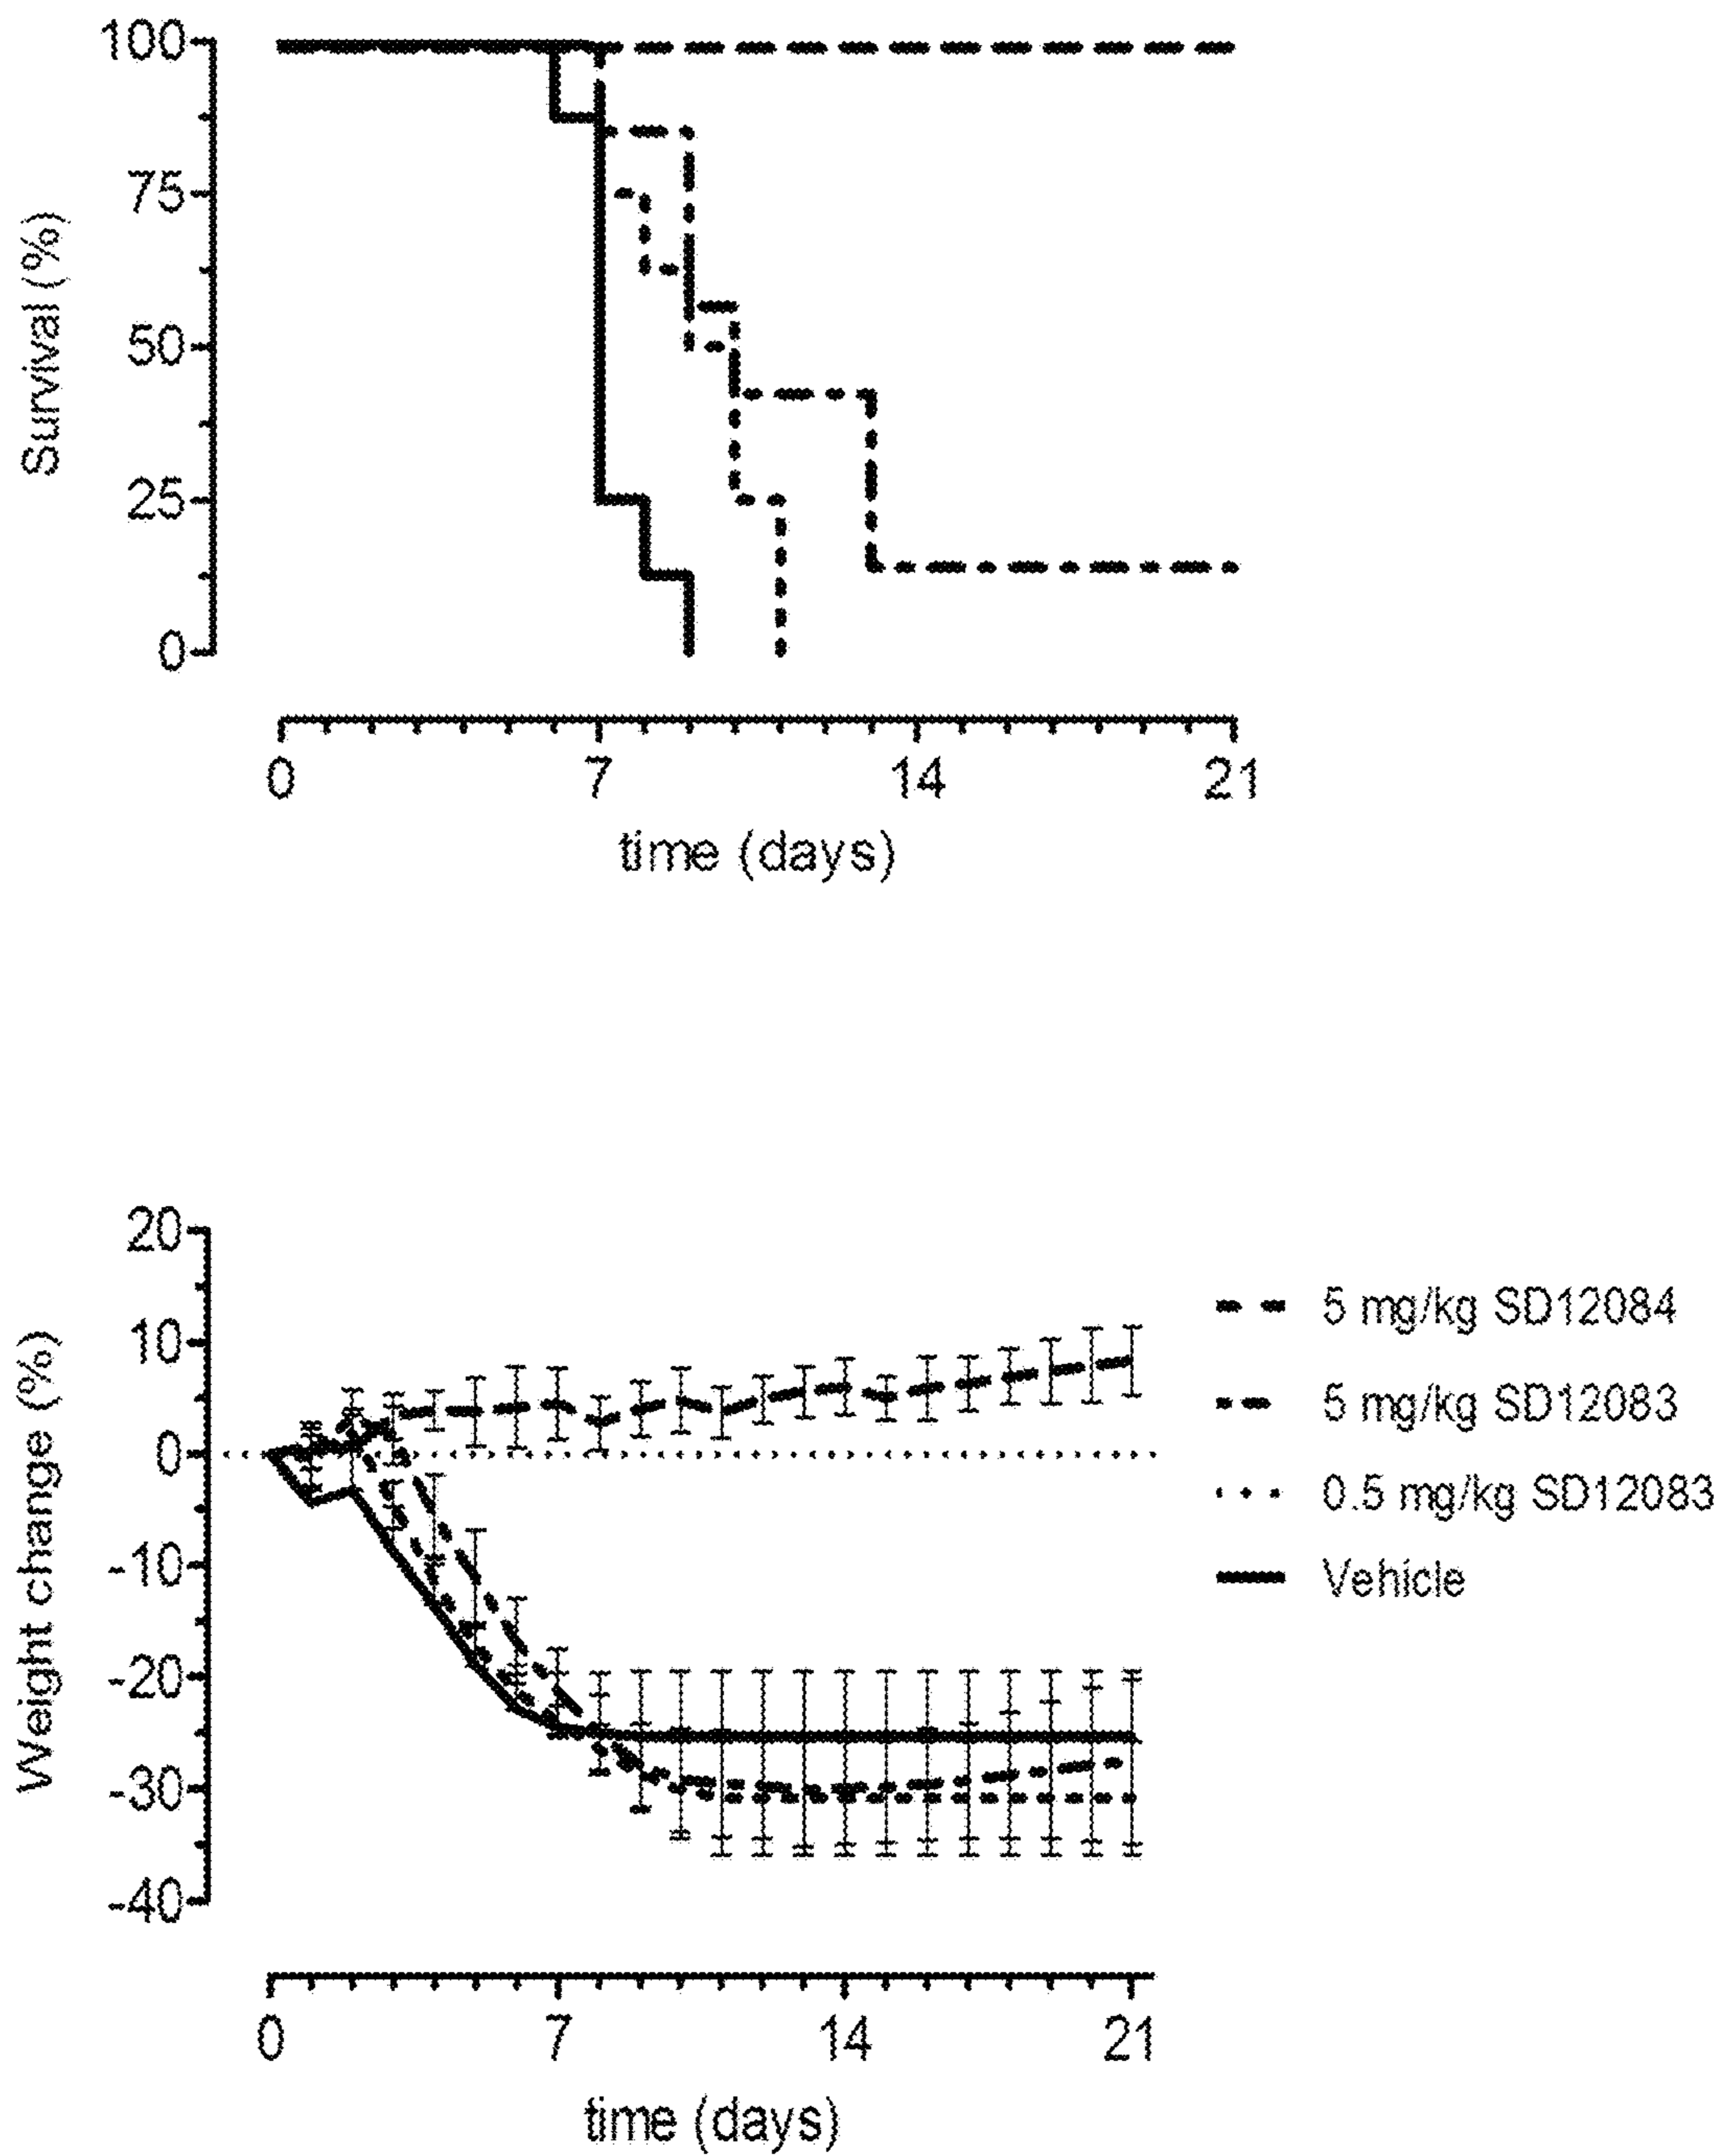 Survival (%)
100
75
50
25
0
0 7 14 21
time (days)
Weight change (%)
20
10
0
-10
-20
-30
-40
0 7 14 21
time (days)
5 mg/kg SD12084
5 mg/kg SD12083
0.5 mg/kg SD12083
Vehicle